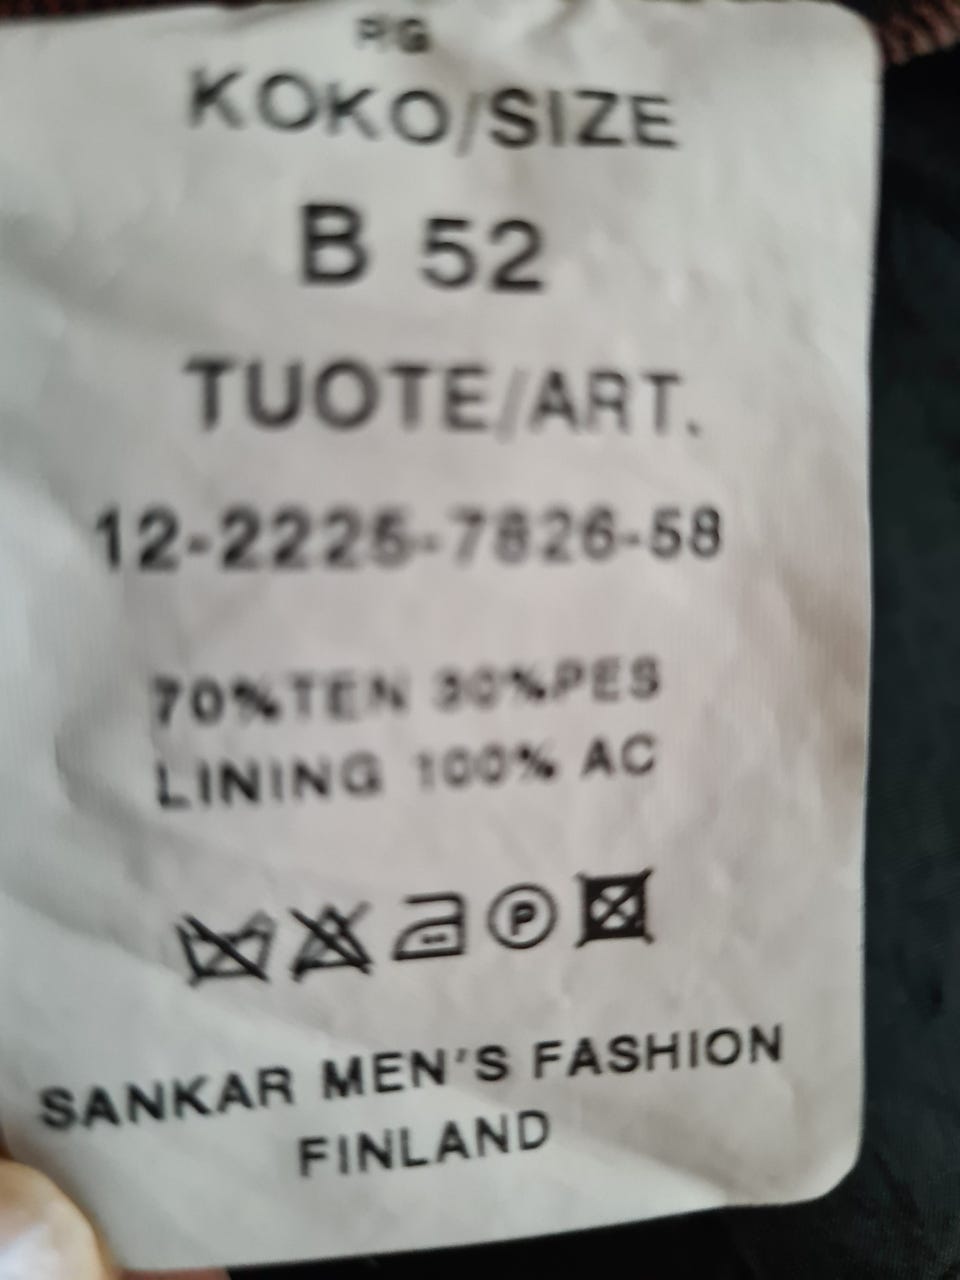 KOKO/SIZE
B 52
TUOTE/ART.
12-2225-7826-58
70%TEN 30%PES
LINING 100% AC
P
SANKAR MEN'S FASHION
FINLAND